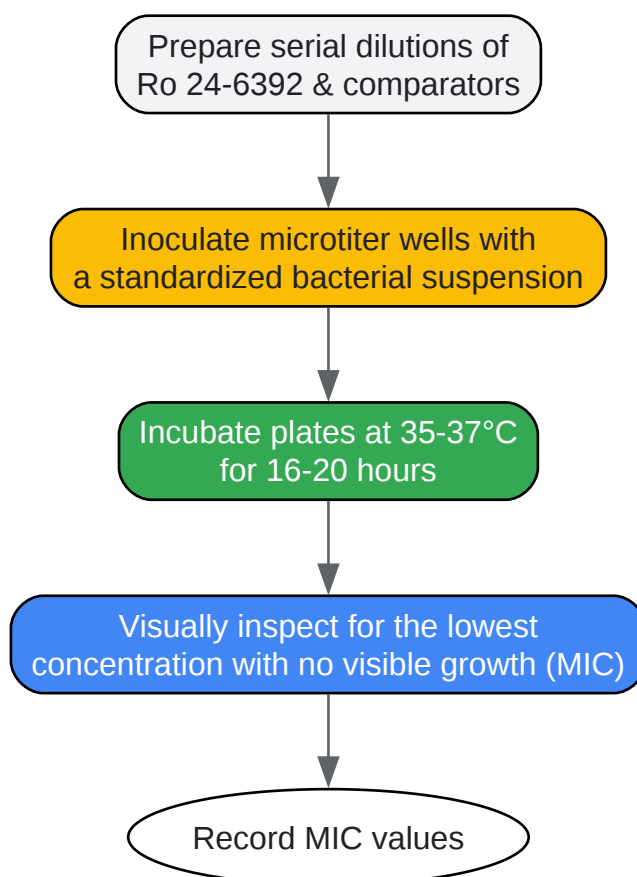 Prepare serial dilutions of
Ro 24-6392 & comparators
Inoculate microtiter wells with
a standardized bacterial suspension
Incubate plates at 35-37°C
for 16-20 hours
Visually inspect for the lowest
concentration with no visible growth (MIC)
Record MIC values